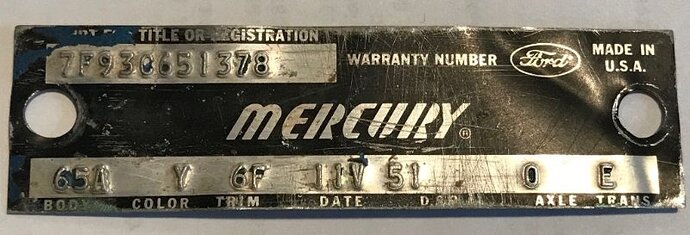 TITLE OR REGISTRATION
7F93C651378 WARRANTY NUMBER Ford MADE IN
U.S.A.
MERCURY®
65A Y 6F 11V 51 0 E
BODY COLOR TRIM DATE AXLE TRANS